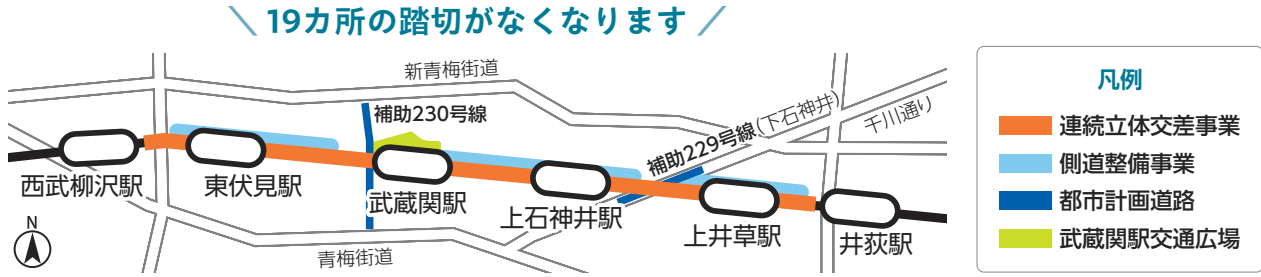 19カ所の踏切がなくなります
新青梅街道
補助230号線
補助229号線(下石神井)
千川通り
西武柳沢駅
東伏見駅
武蔵関駅
上石神井駅
上井草駅
井荻駅
青梅街道
N
凡例
連続立体交差事業
側道整備事業
都市計画道路
武蔵関駅交通広場